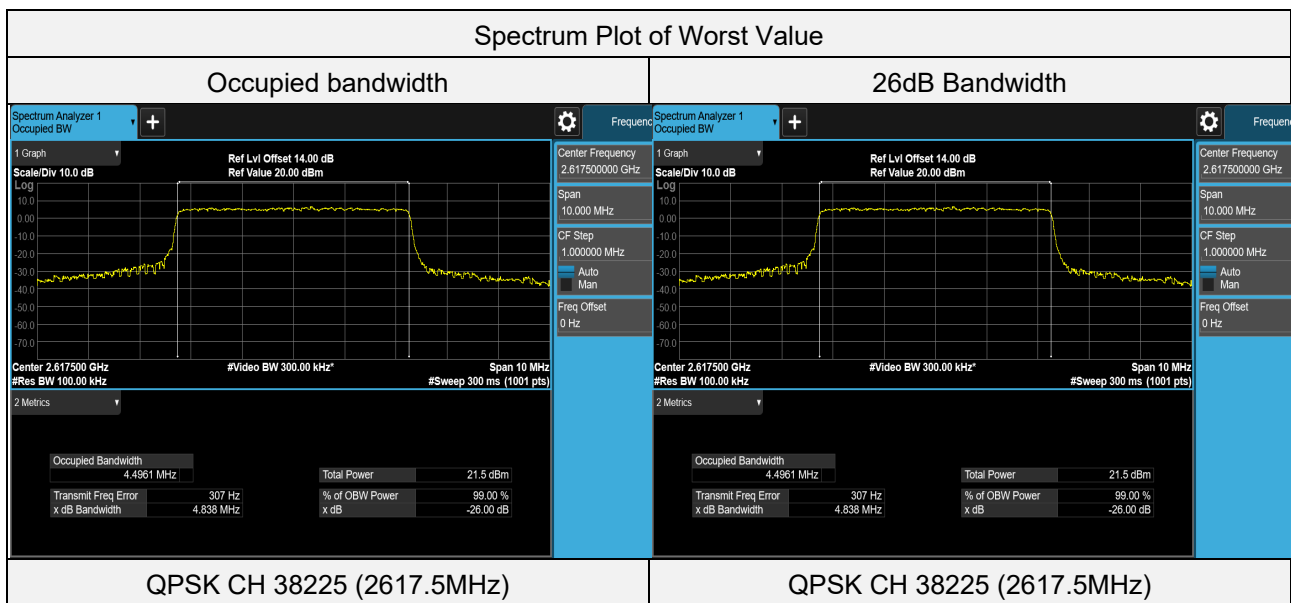 Spectrum Plot of Worst Value
Occupied bandwidth
26dB Bandwidth
Spectrum Analyzer 1
Occupied BW
+
Frequenc
1 Graph
Scale/Div 10.0 dB
Ref Lvl Offset 14.00 dB
Ref Value 20.00 dBm
Log
10.0
0.00
-10.0
-20.0
-30.0
-40.0
-50.0
-60.0
-70.0
Center 2.617500 GHz
#Video BW 300.00 kHz*
Span 10 MHz
#Res BW 100.00 kHz
#Sweep 300 ms (1001 pts)
Center Frequency
2.617500000 GHz
Span
10.000 MHz
CF Step
1.000000 MHz
Auto
Man
Freq Offset
0 Hz
2 Metrics
Occupied Bandwidth
4.4961 MHz
Total Power 21.5 dBm
Transmit Freq Error 307 Hz
% of OBW Power 99.00 %
x dB Bandwidth 4.838 MHz
x dB -26.00 dB
Spectrum Analyzer 1
Occupied BW
+
Frequen
1 Graph
Scale/Div 10.0 dB
Ref Lvl Offset 14.00 dB
Ref Value 20.00 dBm
Log
10.0
0.00
-10.0
-20.0
-30.0
-40.0
-50.0
-60.0
-70.0
Center 2.617500 GHz
#Video BW 300.00 kHz*
Span 10 MHz
#Res BW 100.00 kHz
#Sweep 300 ms (1001 pts)
Center Frequency
2.617500000 GHz
Span
10.000 MHz
CF Step
1.000000 MHz
Auto
Man
Freq Offset
0 Hz
2 Metrics
Occupied Bandwidth
4.4961 MHz
Total Power 21.5 dBm
Transmit Freq Error 307 Hz
% of OBW Power 99.00 %
x dB Bandwidth 4.838 MHz
x dB -26.00 dB
QPSK CH 38225 (2617.5MHz)
QPSK CH 38225 (2617.5MHz)